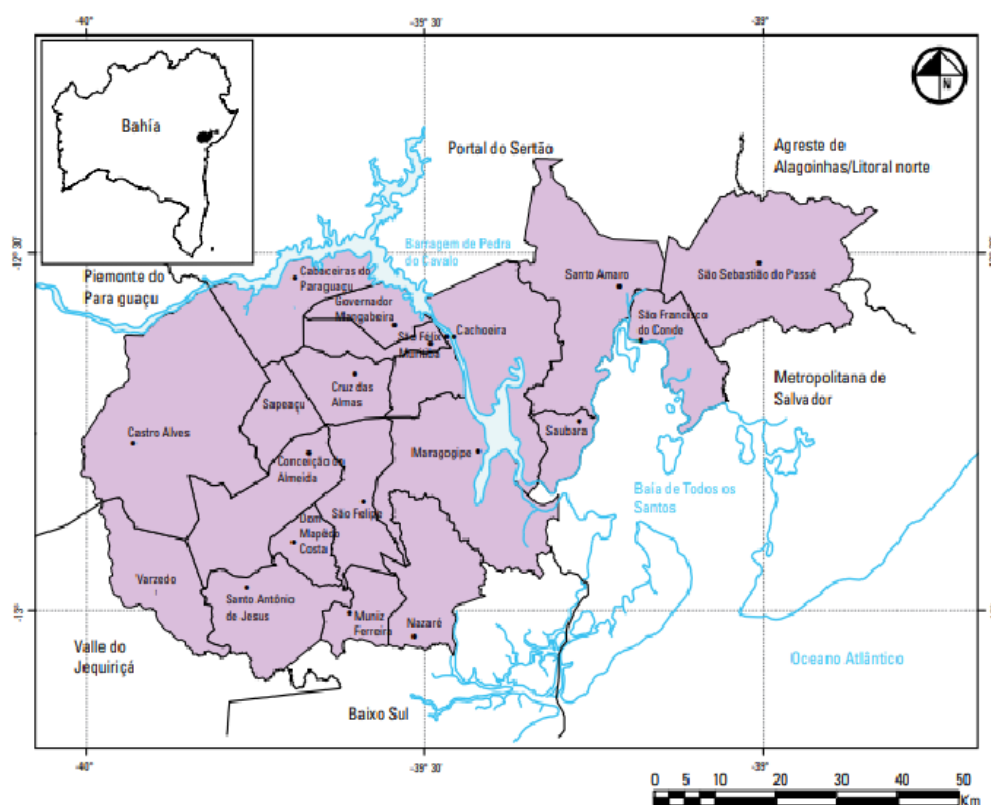 -40°
-39° 30'
-39°
Bahía
N
Portal do Sertão
Agreste de
Alagoinhas/Litoral norte
-12° 30'
Barragem de Pedra
do Cavalo
Piemonte do
Paraguaçu
Cabaceiras do
Paraguaçu
Santo Amaro
São Sebastião do Passé
Governador
Mangabeira
São Francisco
do Conde
São Félix
Cachoeira
Muritiba
Cruz das
Almas
Metropolitana de
Salvador
Sapeaçu
Castro Alves
Saubara
Maragogipe
Conceição do
Almeida
Baía de Todos os
Santos
São Felipe
Dom
Macedo
Costa
Varzedo
-13°
Santo Antônio
de Jesus
Muniz
Ferreira
Nazaré
Valle do
Jequiriçá
Oceano Atlântico
Baixo Sul
-40°
-39° 30'
-39°
0 5 10 20 30 40 50
Km